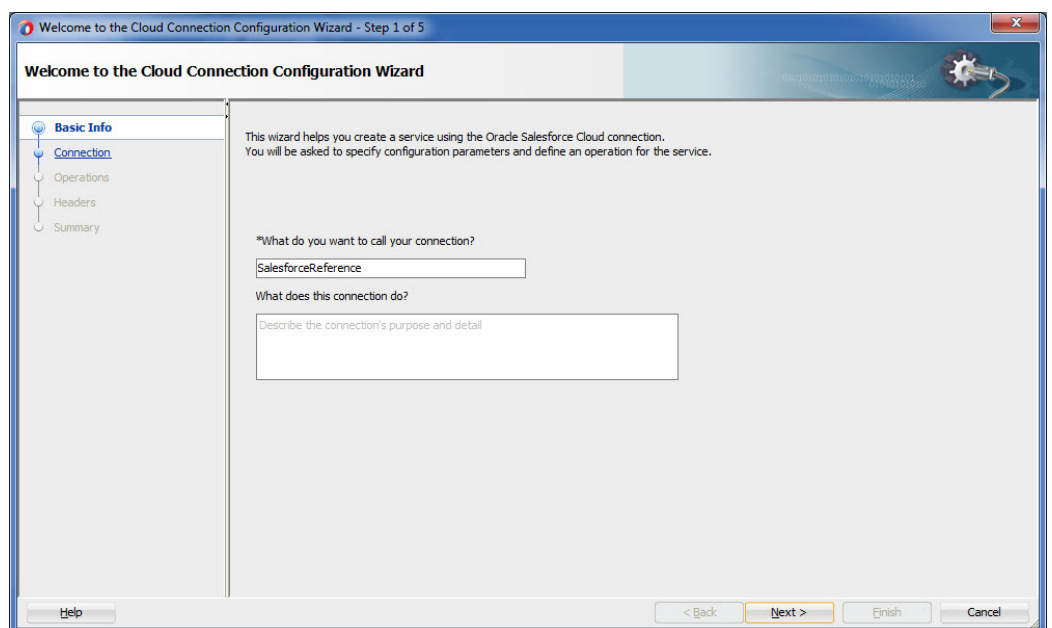 Welcome to the Cloud Connection Configuration Wizard - Step 1 of 5
Welcome to the Cloud Connection Configuration Wizard
Basic Info
Connection
Operations
Headers
Summary
This wizard helps you create a service using the Oracle Salesforce Cloud connection.
You will be asked to specify configuration parameters and define an operation for the service.
*What do you want to call your connection?
SalesforceReference
What does this connection do?
Describe the connection's purpose and detail
Help
< Back
Next >
Finish
Cancel